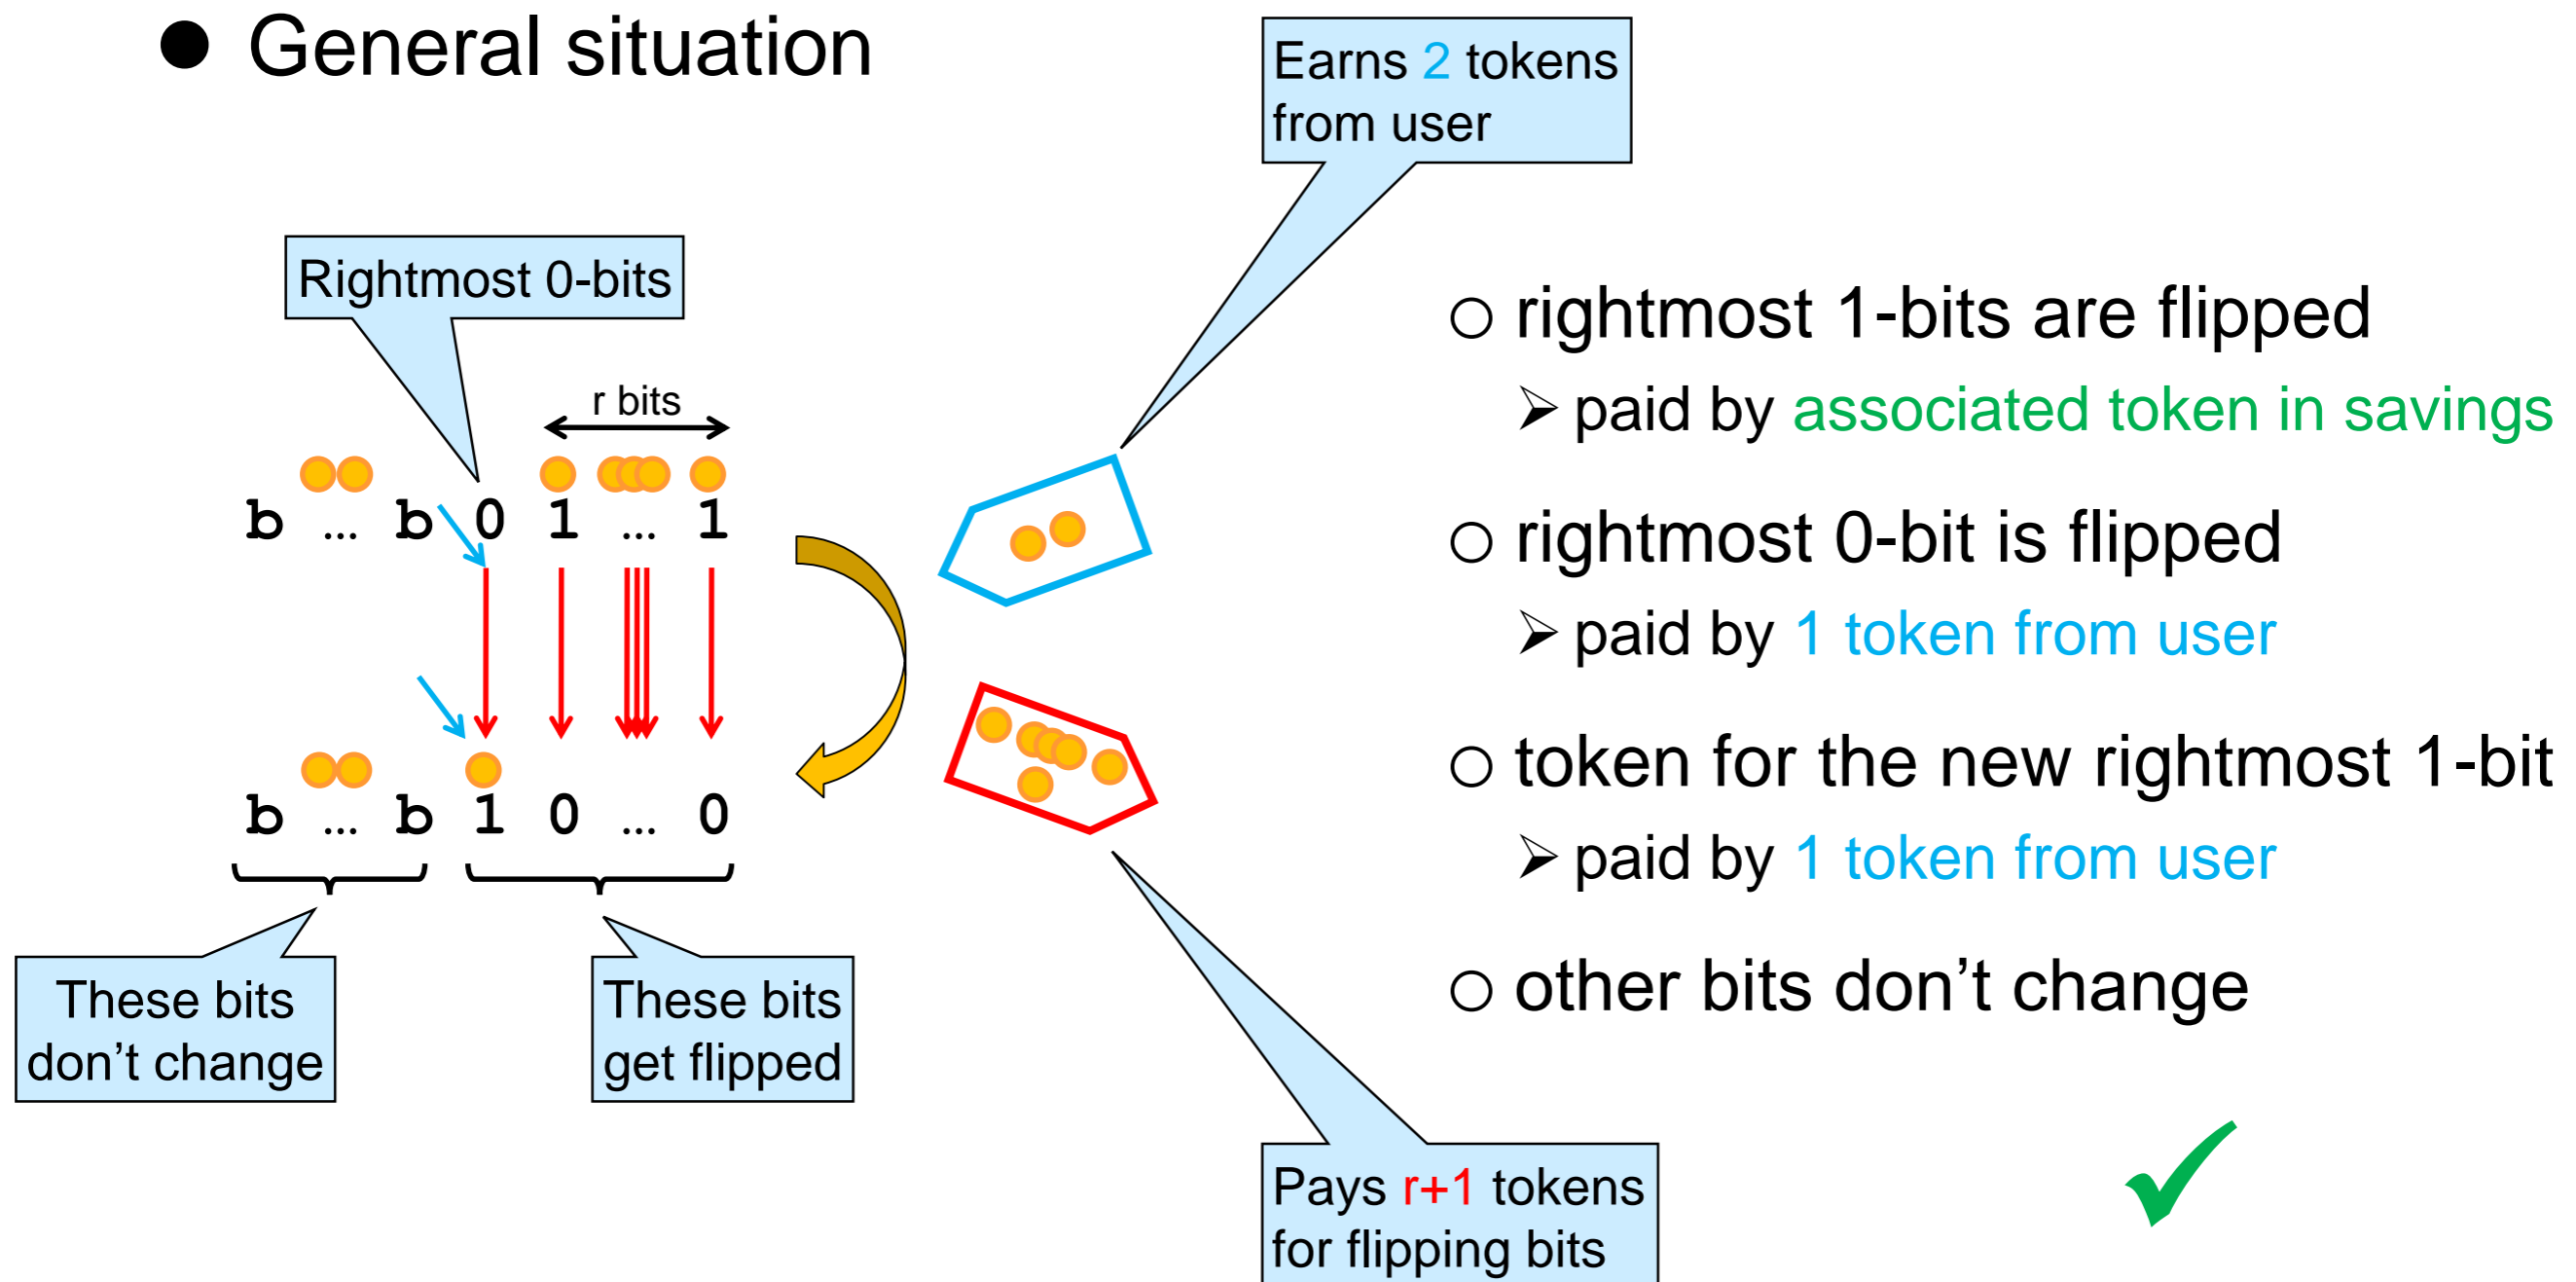 ● General situation
Earns 2 tokens
from user
Rightmost 0-bits
r bits
b … b 0 1 … 1
b … b 1 0 … 0
These bits
don’t change
These bits
get flipped
Pays r+1 tokens
for flipping bits
○ rightmost 1-bits are flipped
➢ paid by associated token in savings
○ rightmost 0-bit is flipped
➢ paid by 1 token from user
○ token for the new rightmost 1-bit
➢ paid by 1 token from user
○ other bits don’t change